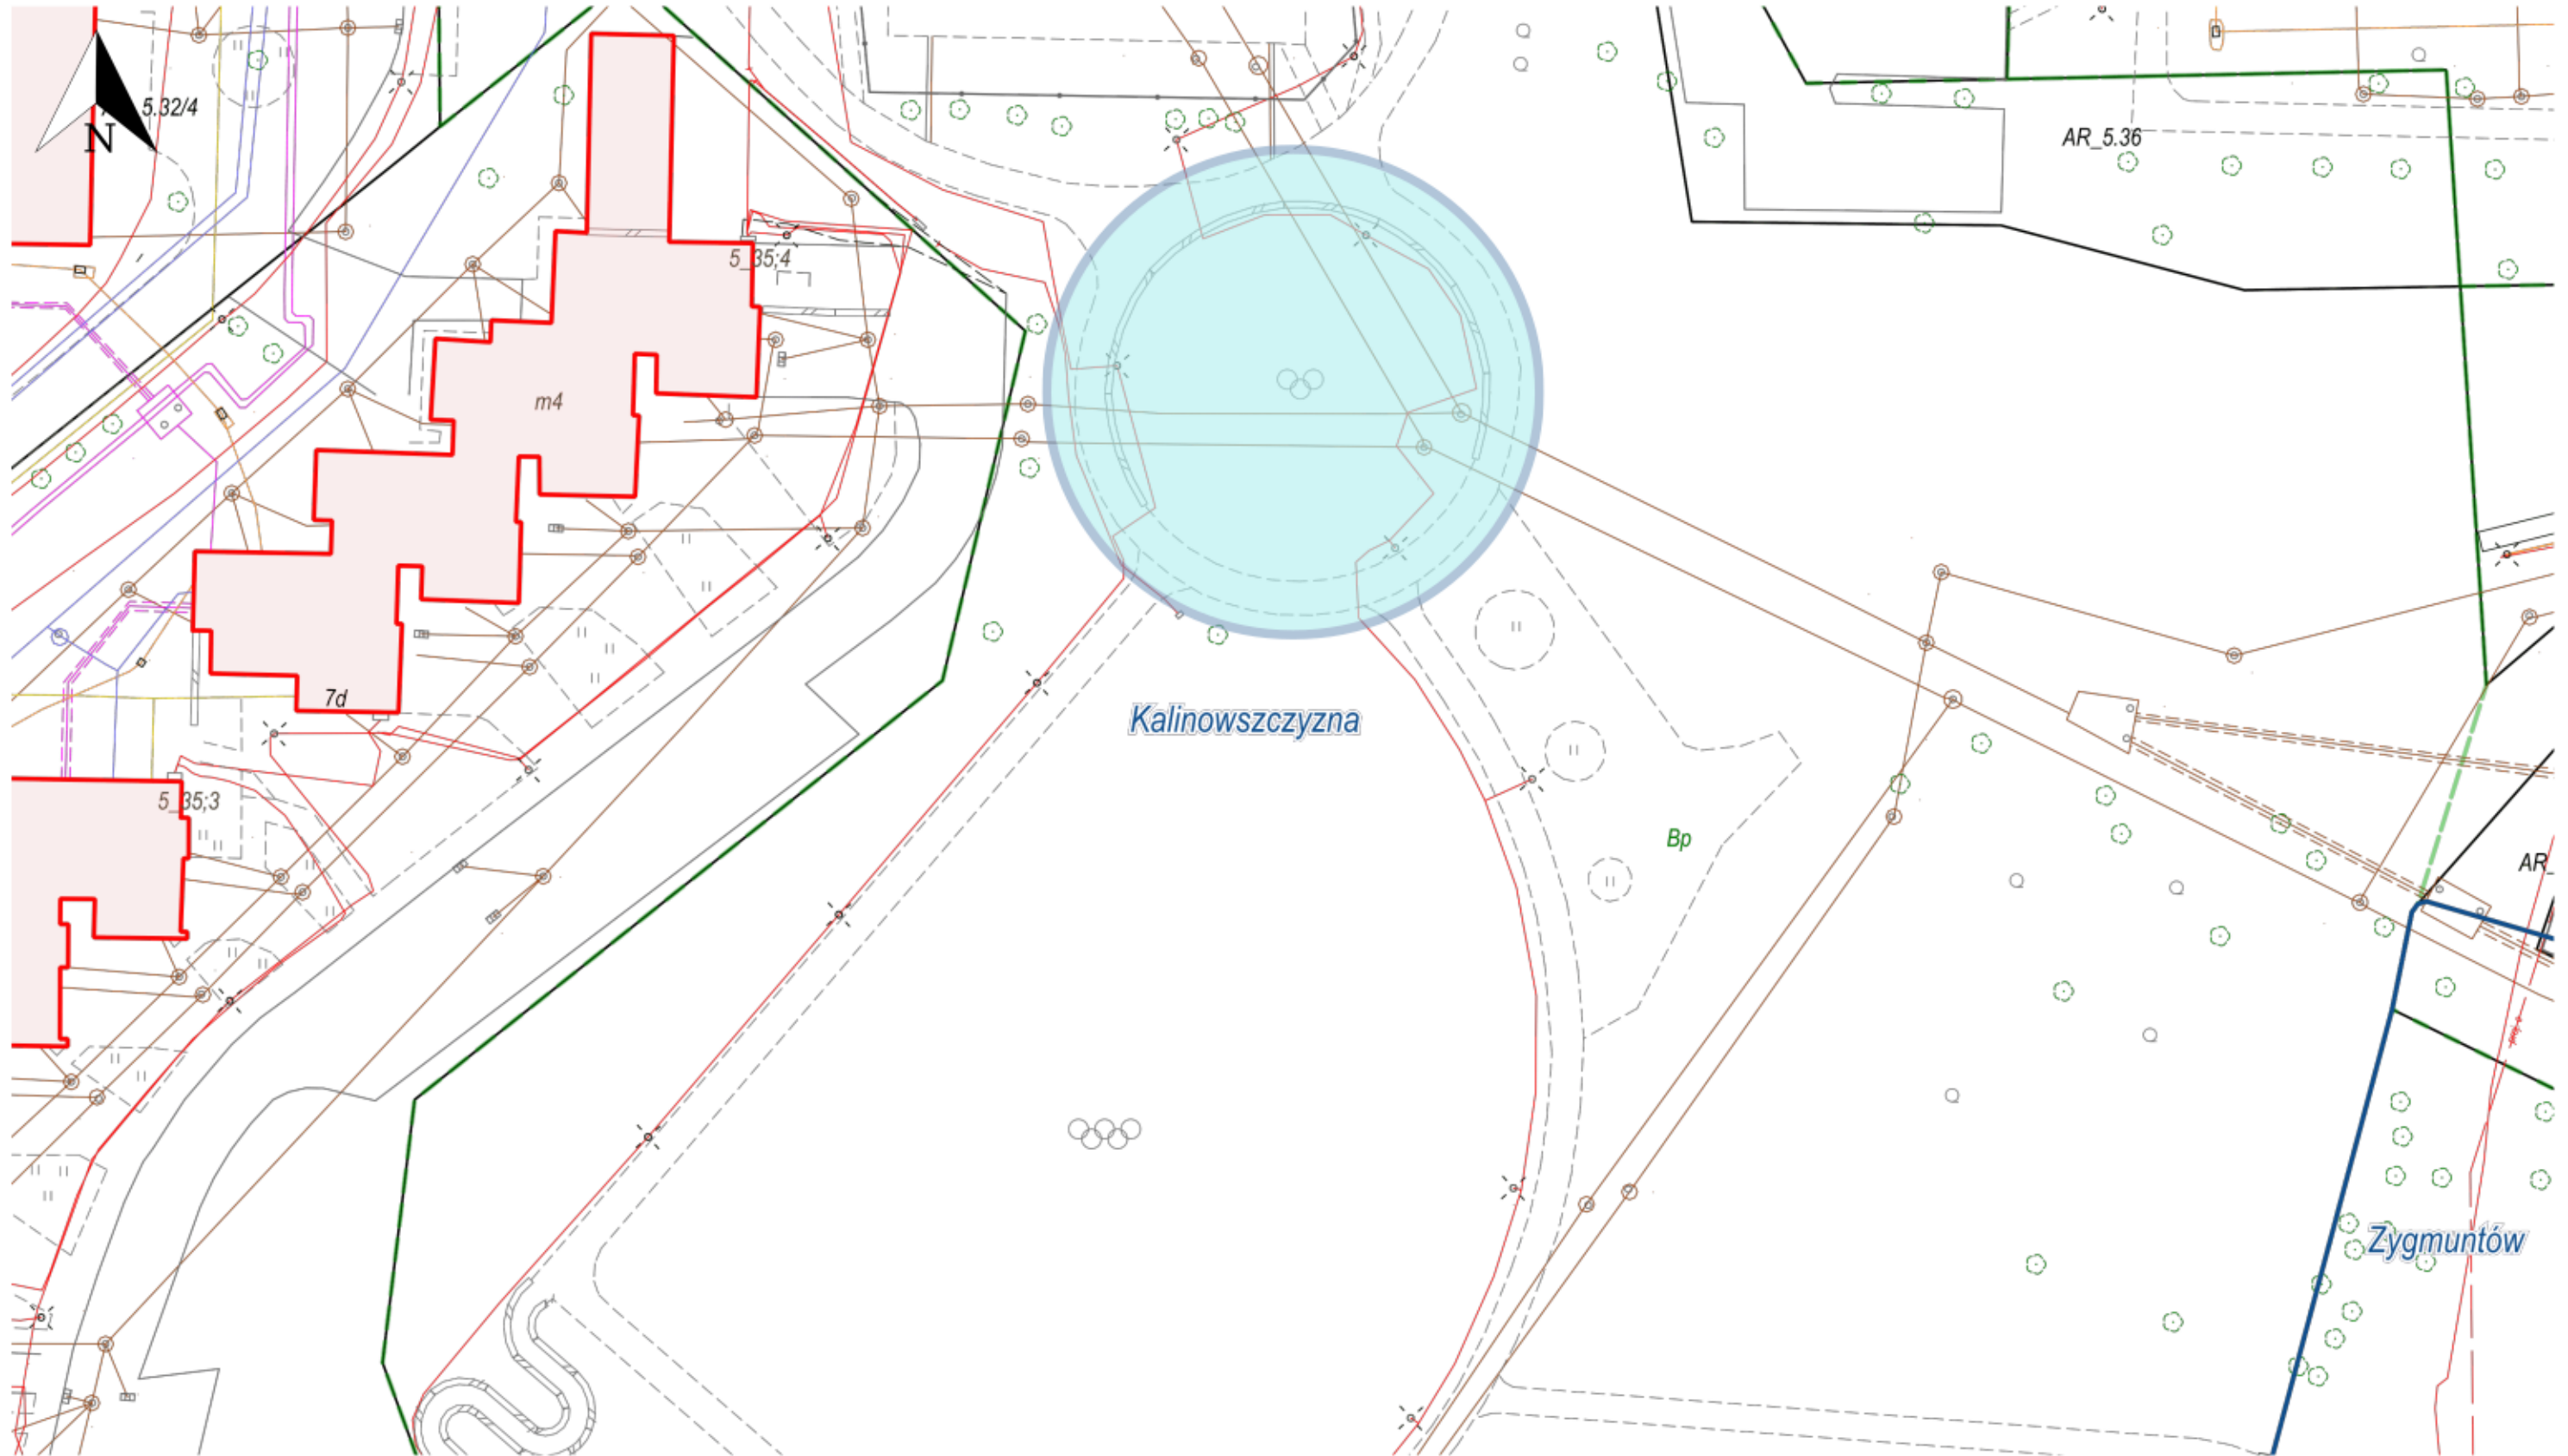 5.32/4
N
AR_5.36
5_35;4
m4
7d
Kalinowszczyzna
5_35;3
Bp
AR_
Zygmuntów